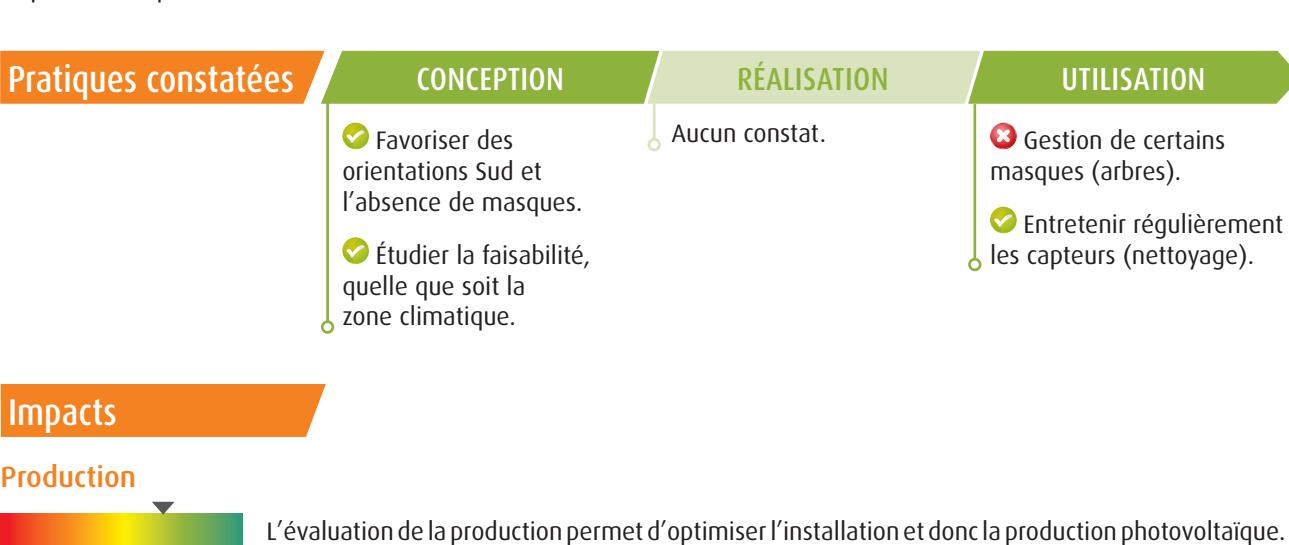 Pratiques constatées
CONCEPTION
RÉALISATION
UTILISATION
Favoriser des
orientations Sud et
l'absence de masques.
Étudier la faisabilité,
quelle que soit la
zone climatique.
Aucun constat.
Gestion de certains
masques (arbres).
Entretenir régulièrement
les capteurs (nettoyage).
Impacts
Production
L'évaluation de la production permet d'optimiser l'installation et donc la production photovoltaïque.